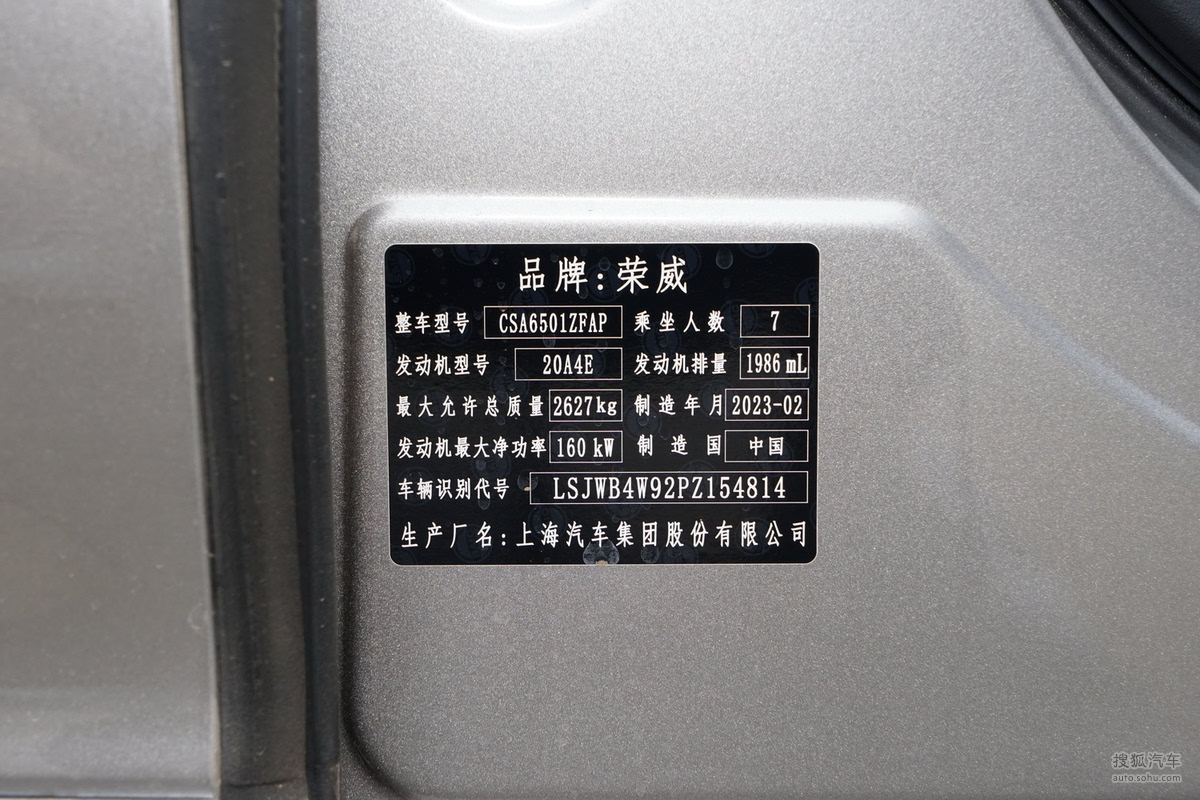 品牌:荣威
整车型号 CSA6501ZFAP 乘坐人数 7
发动机型号 20A4E 发动机排量 1986 mL
最大允许总质量 2627kg 制造年月 2023-02
发动机最大净功率 160 kW 制造国 中国
车辆识别代号 LSJWB4W92PZ154814
生产厂名:上海汽车集团股份有限公司
搜狐汽车
auto.sohu.com